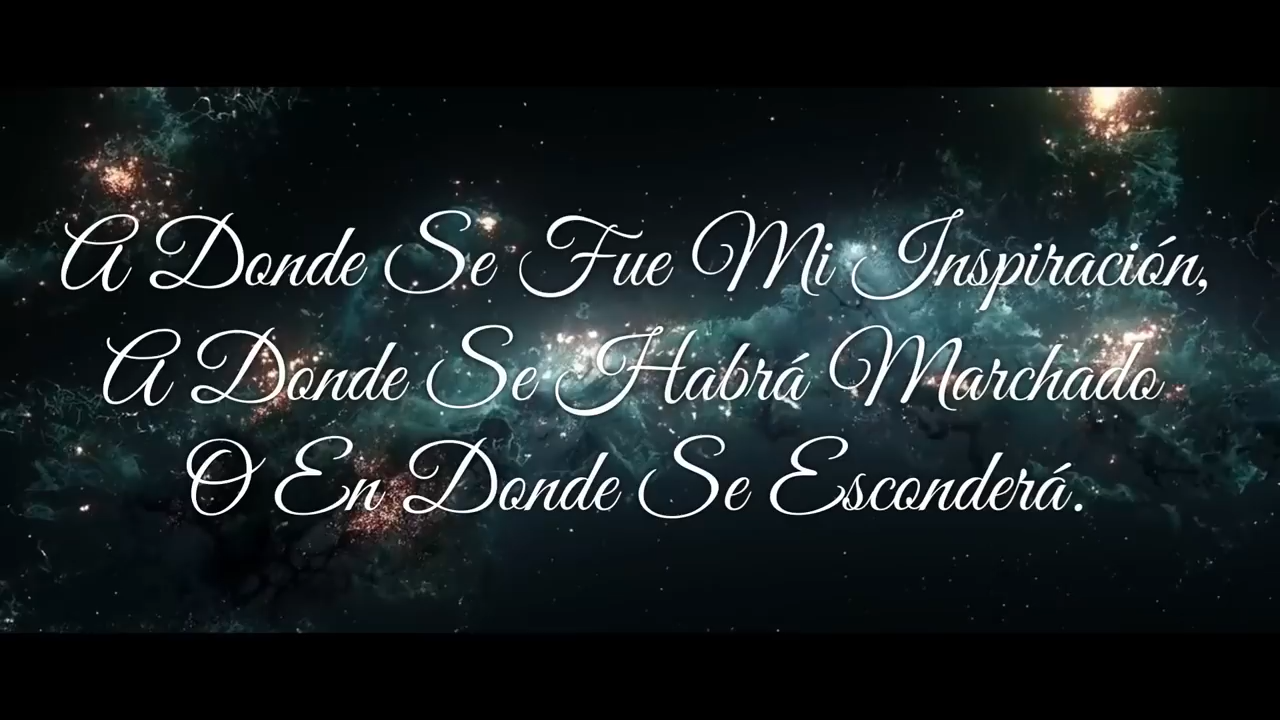 A Donde Se Fue Mi Inspiración,
A Donde Se Habrá Marchado
O En Donde Se Esconderá.